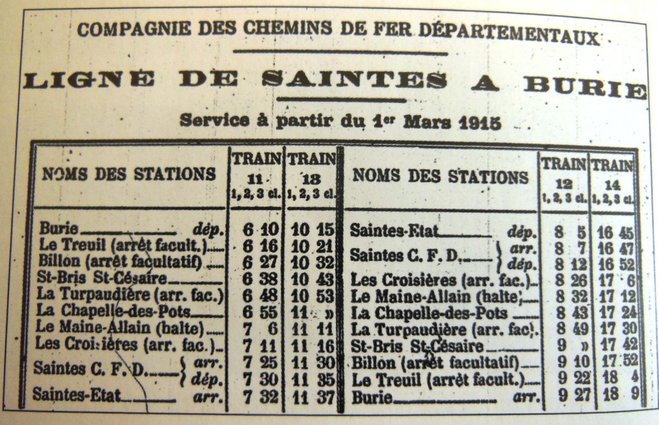 COMPAGNIE DES CHEMINS DE FER DÉPARTEMENTAUX
LIGNE DE SAINTES A BURIE
Service à partir du 1er Mars 1915
NOMS DES STATIONS TRAIN 11 1, 2, 3 cl. TRAIN 13 1, 2, 3 cl.
Burie dép. 6 10 10 15
Le Treuil (arrêt facult.) 6 16 10 21
Billon (arrêt facultatif) 6 27 10 32
St-Bris St-Césaire 6 38 10 43
La Turpaudière (arr. fac.) 6 48 10 53
La Chapelle-des-Pots 6 55 11 »
Le Maine-Allain (halte) 7 6 11 11
Les Croisières (arr. fac.) 7 11 11 16
Saintes C. F. D. arr. 7 25 11 30
dép. 7 30 11 35
Saintes-Etat arr. 7 32 11 37
NOMS DES STATIONS TRAIN 12 1, 2, 3 cl. TRAIN 14 1, 2, 3 cl.
Saintes-Etat dép. 8 5 16 45
Saintes C. F. D. arr. 8 7 16 47
dép. 8 12 16 52
Les Croisières (arr. fac.) 8 26 17 6
Le Maine-Allain (halte) 8 32 17 12
La Chapelle-des-Pots 8 43 17 24
La Turpaudière (arr. fac.) 8 49 17 30
St-Bris St-Césaire 9 » 17 42
Billon (arrêt facultatif) 9 10 17 52
Le Treuil (arrêt facult.) 9 22 18 4
Burie arr. 9 27 18 9